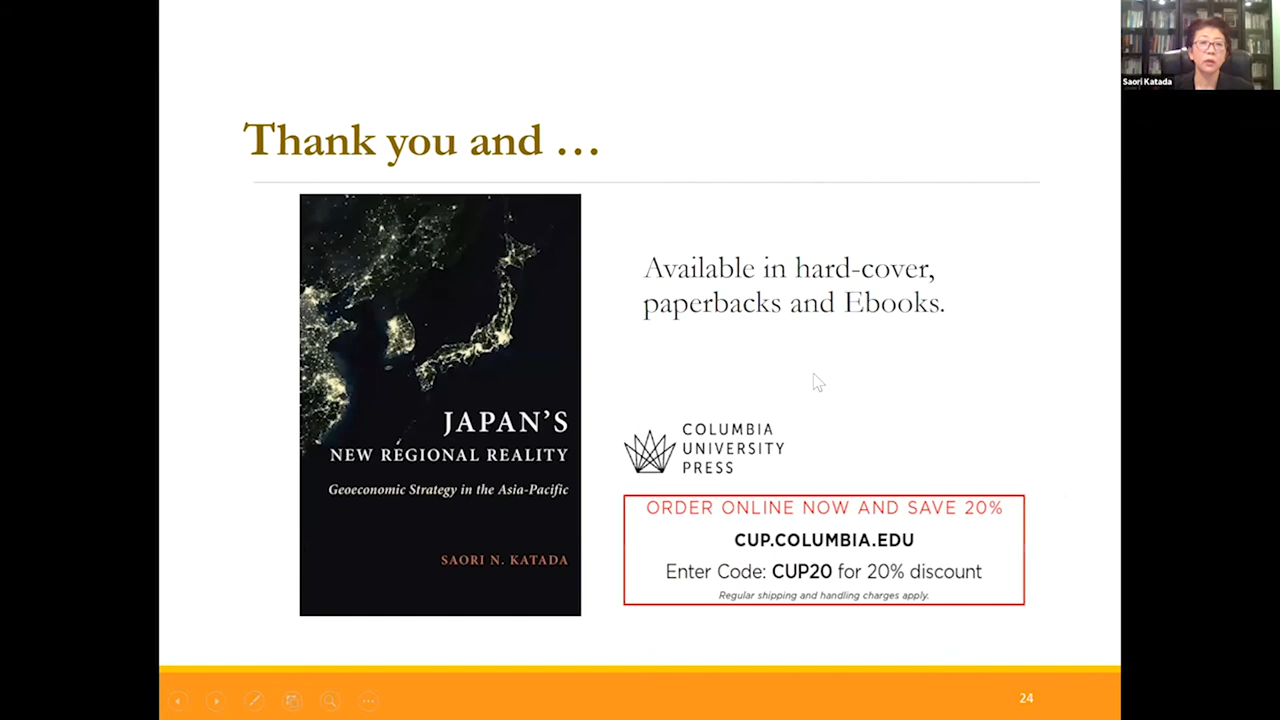 Saori Katada
Thank you and …
JAPAN'S
NEW REGIONAL REALITY
Geoeconomic Strategy in the Asia-Pacific
SAORI N. KATADA
Available in hard-cover,
paperbacks and Ebooks.
COLUMBIA
UNIVERSITY
PRESS
ORDER ONLINE NOW AND SAVE 20%
CUP.COLUMBIA.EDU
Enter Code: CUP20 for 20% discount
Regular shipping and handling charges apply.
24